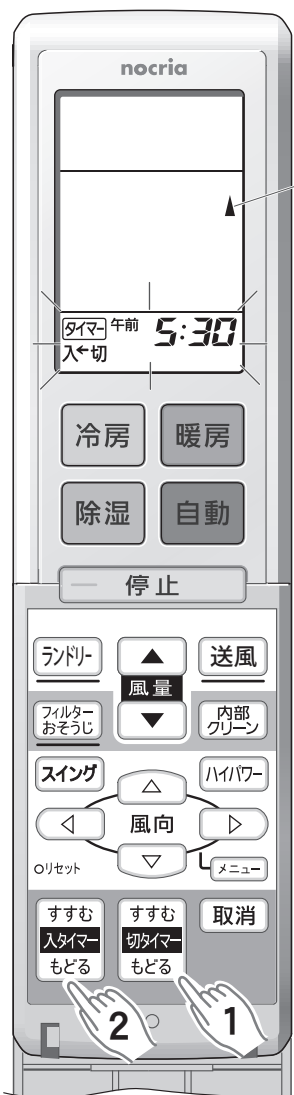 nocria
タイマー 午前 5:30
入←切
冷房 暖房
除湿 自動
停止
ランドリー ▲ 送風
風量
フィルター おそうじ ▼ 内部 クリーン
スイング △ ハイパワー
◁ 風向 ▷
○リセット ▽ メニュー
すすむ すすむ 取消
入タイマー 切タイマー
もどる もどる
2 1